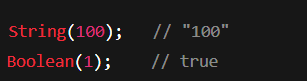 String(100);   // "100"
Boolean(1);    // true